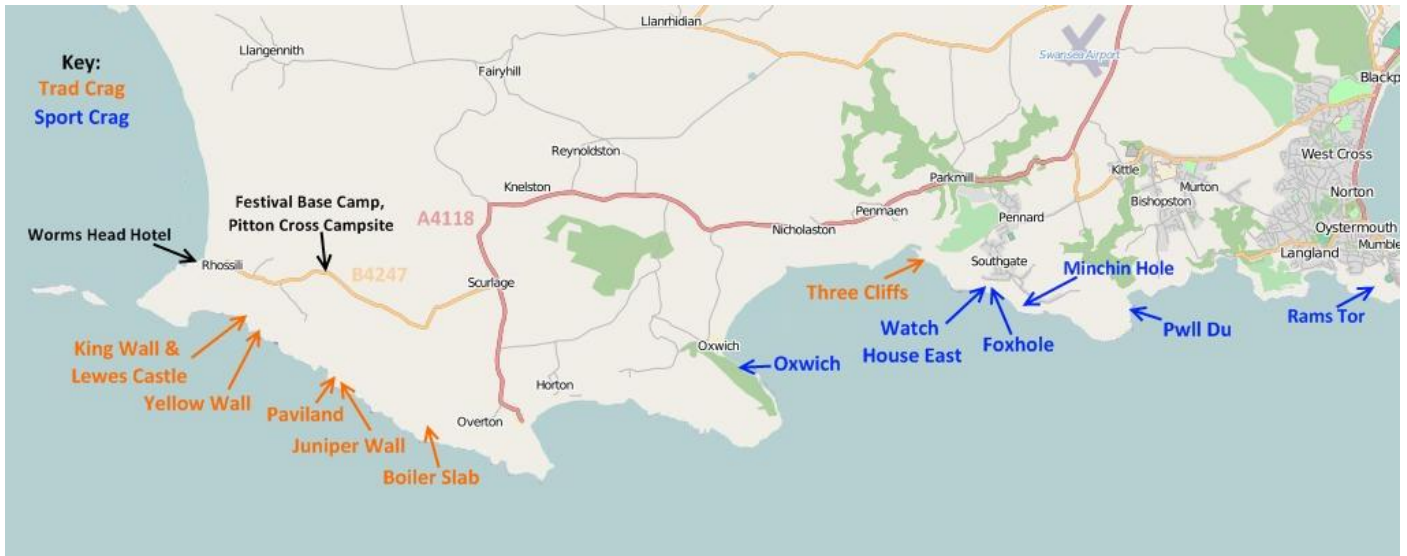 Key:
Trad Crag
Sport Crag
Llangennith
Llanrhidian
Fairyhill
Swansea Airport
Blackp
West Cross
Norton
Oystermouth
Mumble
Langland
Kittle
Murton
Bishopston
Parkmill
Pennard
Southgate
Penmaen
Nicholaston
Reynoldston
Knelston
A4118
Festival Base Camp,
Pitton Cross Campsite
Worms Head Hotel
Rhossili
B4247
Scurlage
Three Cliffs
Minchin Hole
Watch
House East
Foxhole
Pwll Du
Rams Tor
King Wall &
Lewes Castle
Yellow Wall
Paviland
Juniper Wall
Boiler Slab
Overton
Horton
Oxwich
Oxwich